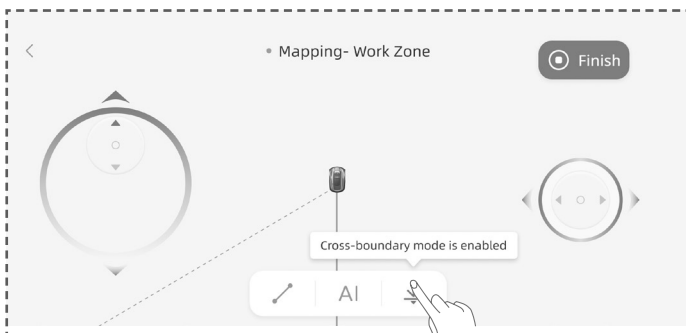 • Mapping- Work Zone
Finish
Cross-boundary mode is enabled
AI